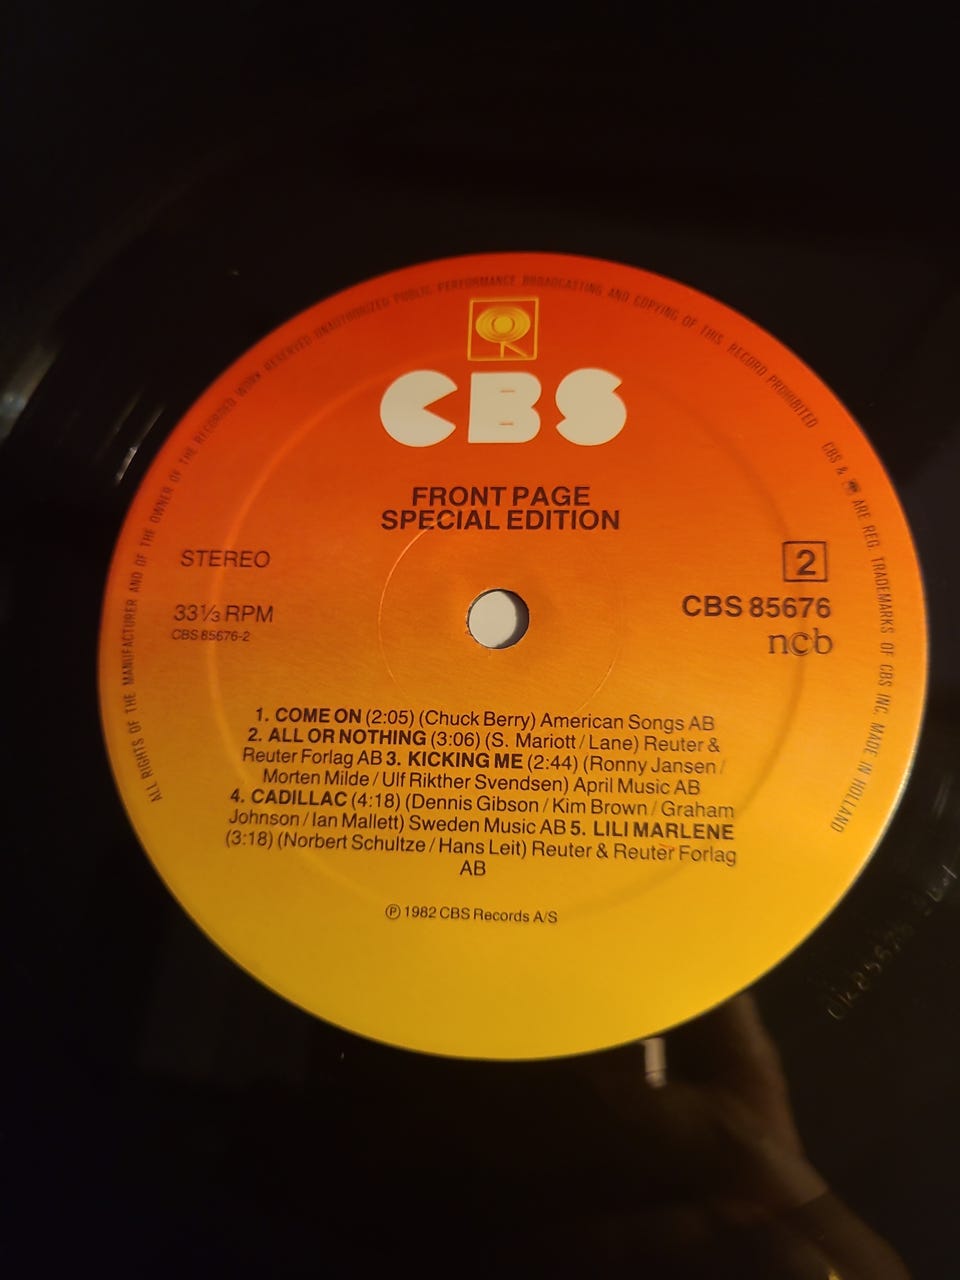 ALL RIGHTS OF THE MANUFACTURER AND OF THE OWNER OF THE RECORDED WORK RESERVED UNAUTHORIZED PUBLIC PERFORMANCE BROADCASTING AND COPYING OF THIS RECORD PROHIBITED CBS & ARE REG. TRADEMARKS OF CBS INC. MADE IN HOLLAND
CBS
FRONT PAGE
SPECIAL EDITION
STEREO
2
33⅓ RPM
CBS 85676
CBS 85676-2
ncb
1. COME ON (2:05) (Chuck Berry) American Songs AB
2. ALL OR NOTHING (3:06) (S. Mariott / Lane) Reuter &
Reuter Forlag AB 3. KICKING ME (2:44) (Ronny Jansen /
Morten Milde / Ulf Rikther Svendsen) April Music AB
4. CADILLAC (4:18) (Dennis Gibson / Kim Brown / Graham
Johnson / Ian Mallett) Sweden Music AB 5. LILI MARLENE
(3:18) (Norbert Schultze / Hans Leit) Reuter & Reuter Forlag
AB
℗ 1982 CBS Records A/S